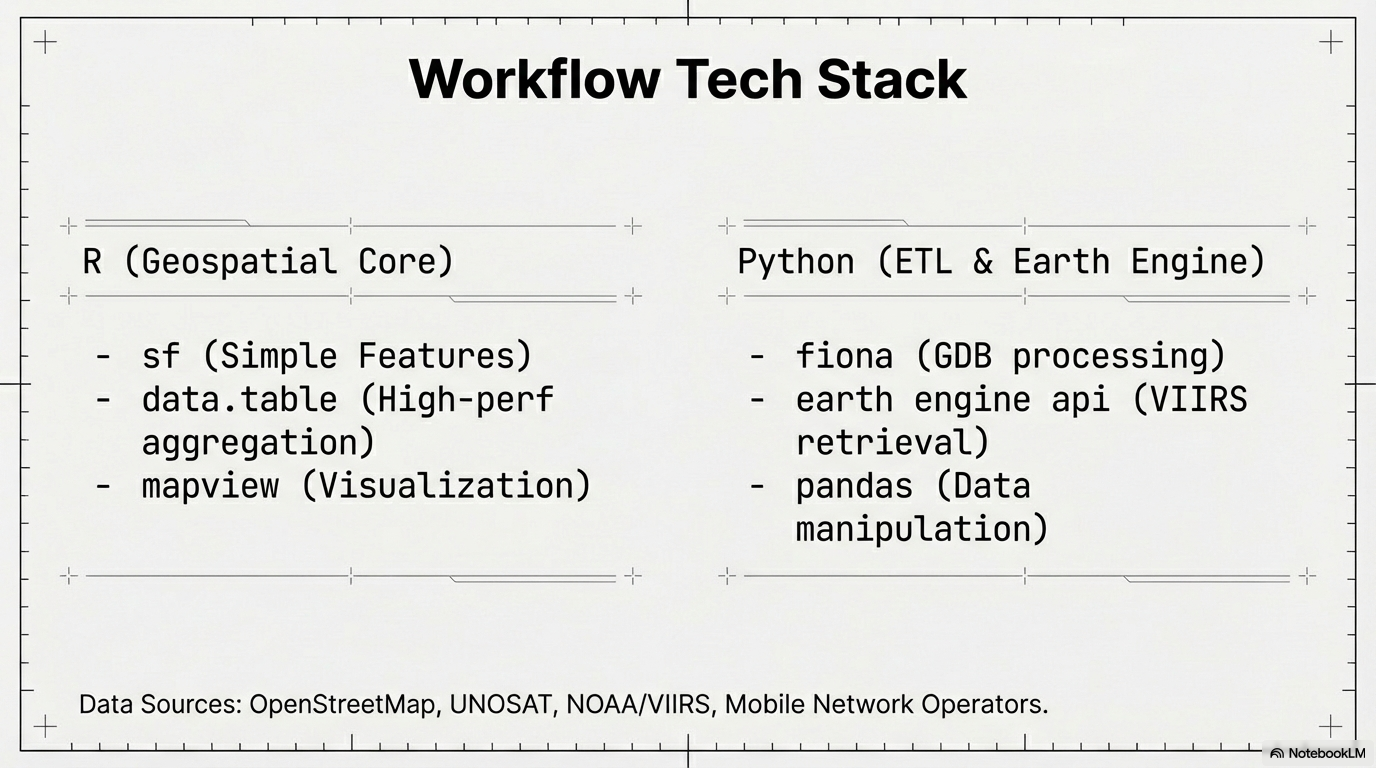 Workflow Tech Stack
R (Geospatial Core)
- sf (Simple Features)
- data.table (High-perf
aggregation)
- mapview (Visualization)
Python (ETL & Earth Engine)
- fiona (GDB processing)
- earth engine api (VIIRS
retrieval)
- pandas (Data
manipulation)
Data Sources: OpenStreetMap, UNOSAT, NOAA/VIIRS, Mobile Network Operators.
NotebookLM